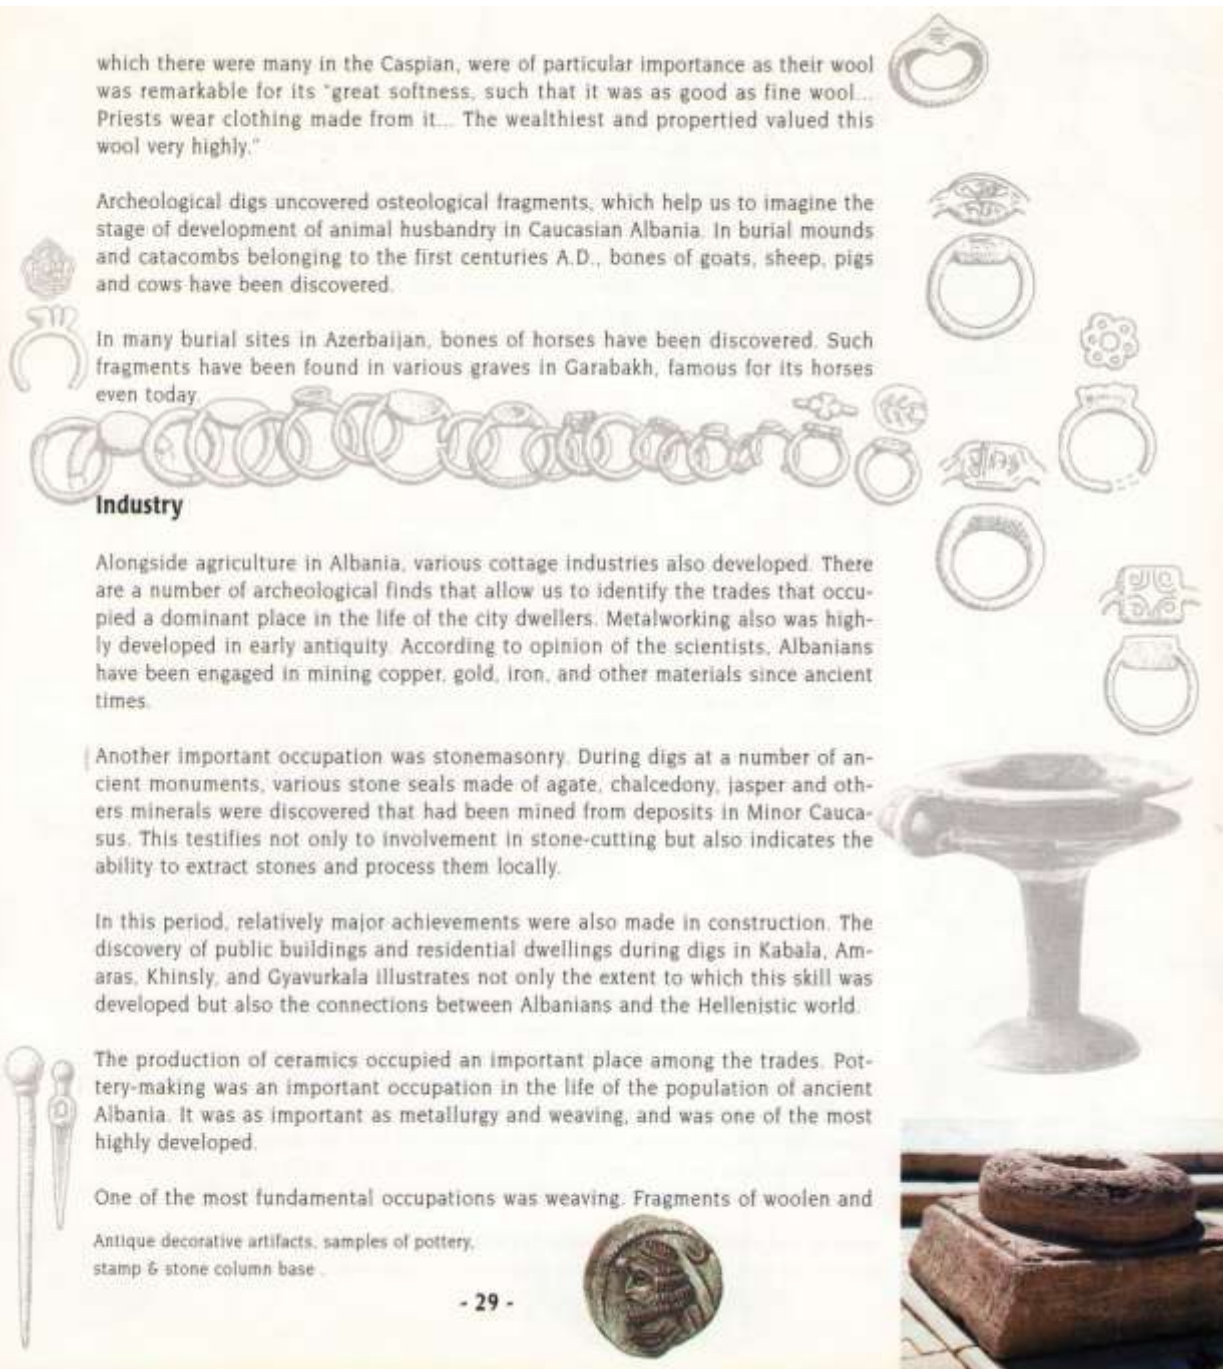 which there were many in the Caspian, were of particular importance as their wool
was remarkable for its "great softness, such that it was as good as fine wool...
Priests wear clothing made from it... The wealthiest and propertied valued this
wool very highly."
Archeological digs uncovered osteological fragments, which help us to imagine the
stage of development of animal husbandry in Caucasian Albania. In burial mounds
and catacombs belonging to the first centuries A.D., bones of goats, sheep, pigs
and cows have been discovered.
In many burial sites in Azerbaijan, bones of horses have been discovered. Such
fragments have been found in various graves in Garabakh, famous for its horses
even today.
Industry
Alongside agriculture in Albania, various cottage industries also developed. There
are a number of archeological finds that allow us to identify the trades that occu-
pied a dominant place in the life of the city dwellers. Metalworking also was high-
ly developed in early antiquity. According to opinion of the scientists, Albanians
have been engaged in mining copper, gold, iron, and other materials since ancient
times.
Another important occupation was stonemasonry. During digs at a number of an-
cient monuments, various stone seals made of agate, chalcedony, jasper and oth-
ers minerals were discovered that had been mined from deposits in Minor Cauca-
sus. This testifies not only to involvement in stone-cutting but also indicates the
ability to extract stones and process them locally.
In this period, relatively major achievements were also made in construction. The
discovery of public buildings and residential dwellings during digs in Kabala, Am-
aras, Khinsly, and Gyavurkala illustrates not only the extent to which this skill was
developed but also the connections between Albanians and the Hellenistic world.
The production of ceramics occupied an important place among the trades. Pot-
tery-making was an important occupation in the life of the population of ancient
Albania. It was as important as metallurgy and weaving, and was one of the most
highly developed.
One of the most fundamental occupations was weaving. Fragments of woolen and
Antique decorative artifacts, samples of pottery,
stamp & stone column base .
- 29 -